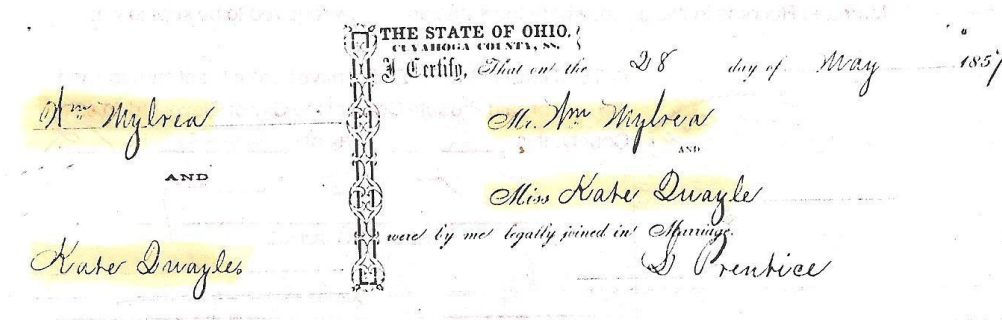 Wm Mylrea
AND
Kate Quayles
THE STATE OF OHIO.
CUYAHOGA COUNTY, SS.
I Certify, That on the 28 day of May 1857
Mr. Wm Mylrea
AND
Miss Kate Quayle
were by me legally joined in Marriage.
Prentice